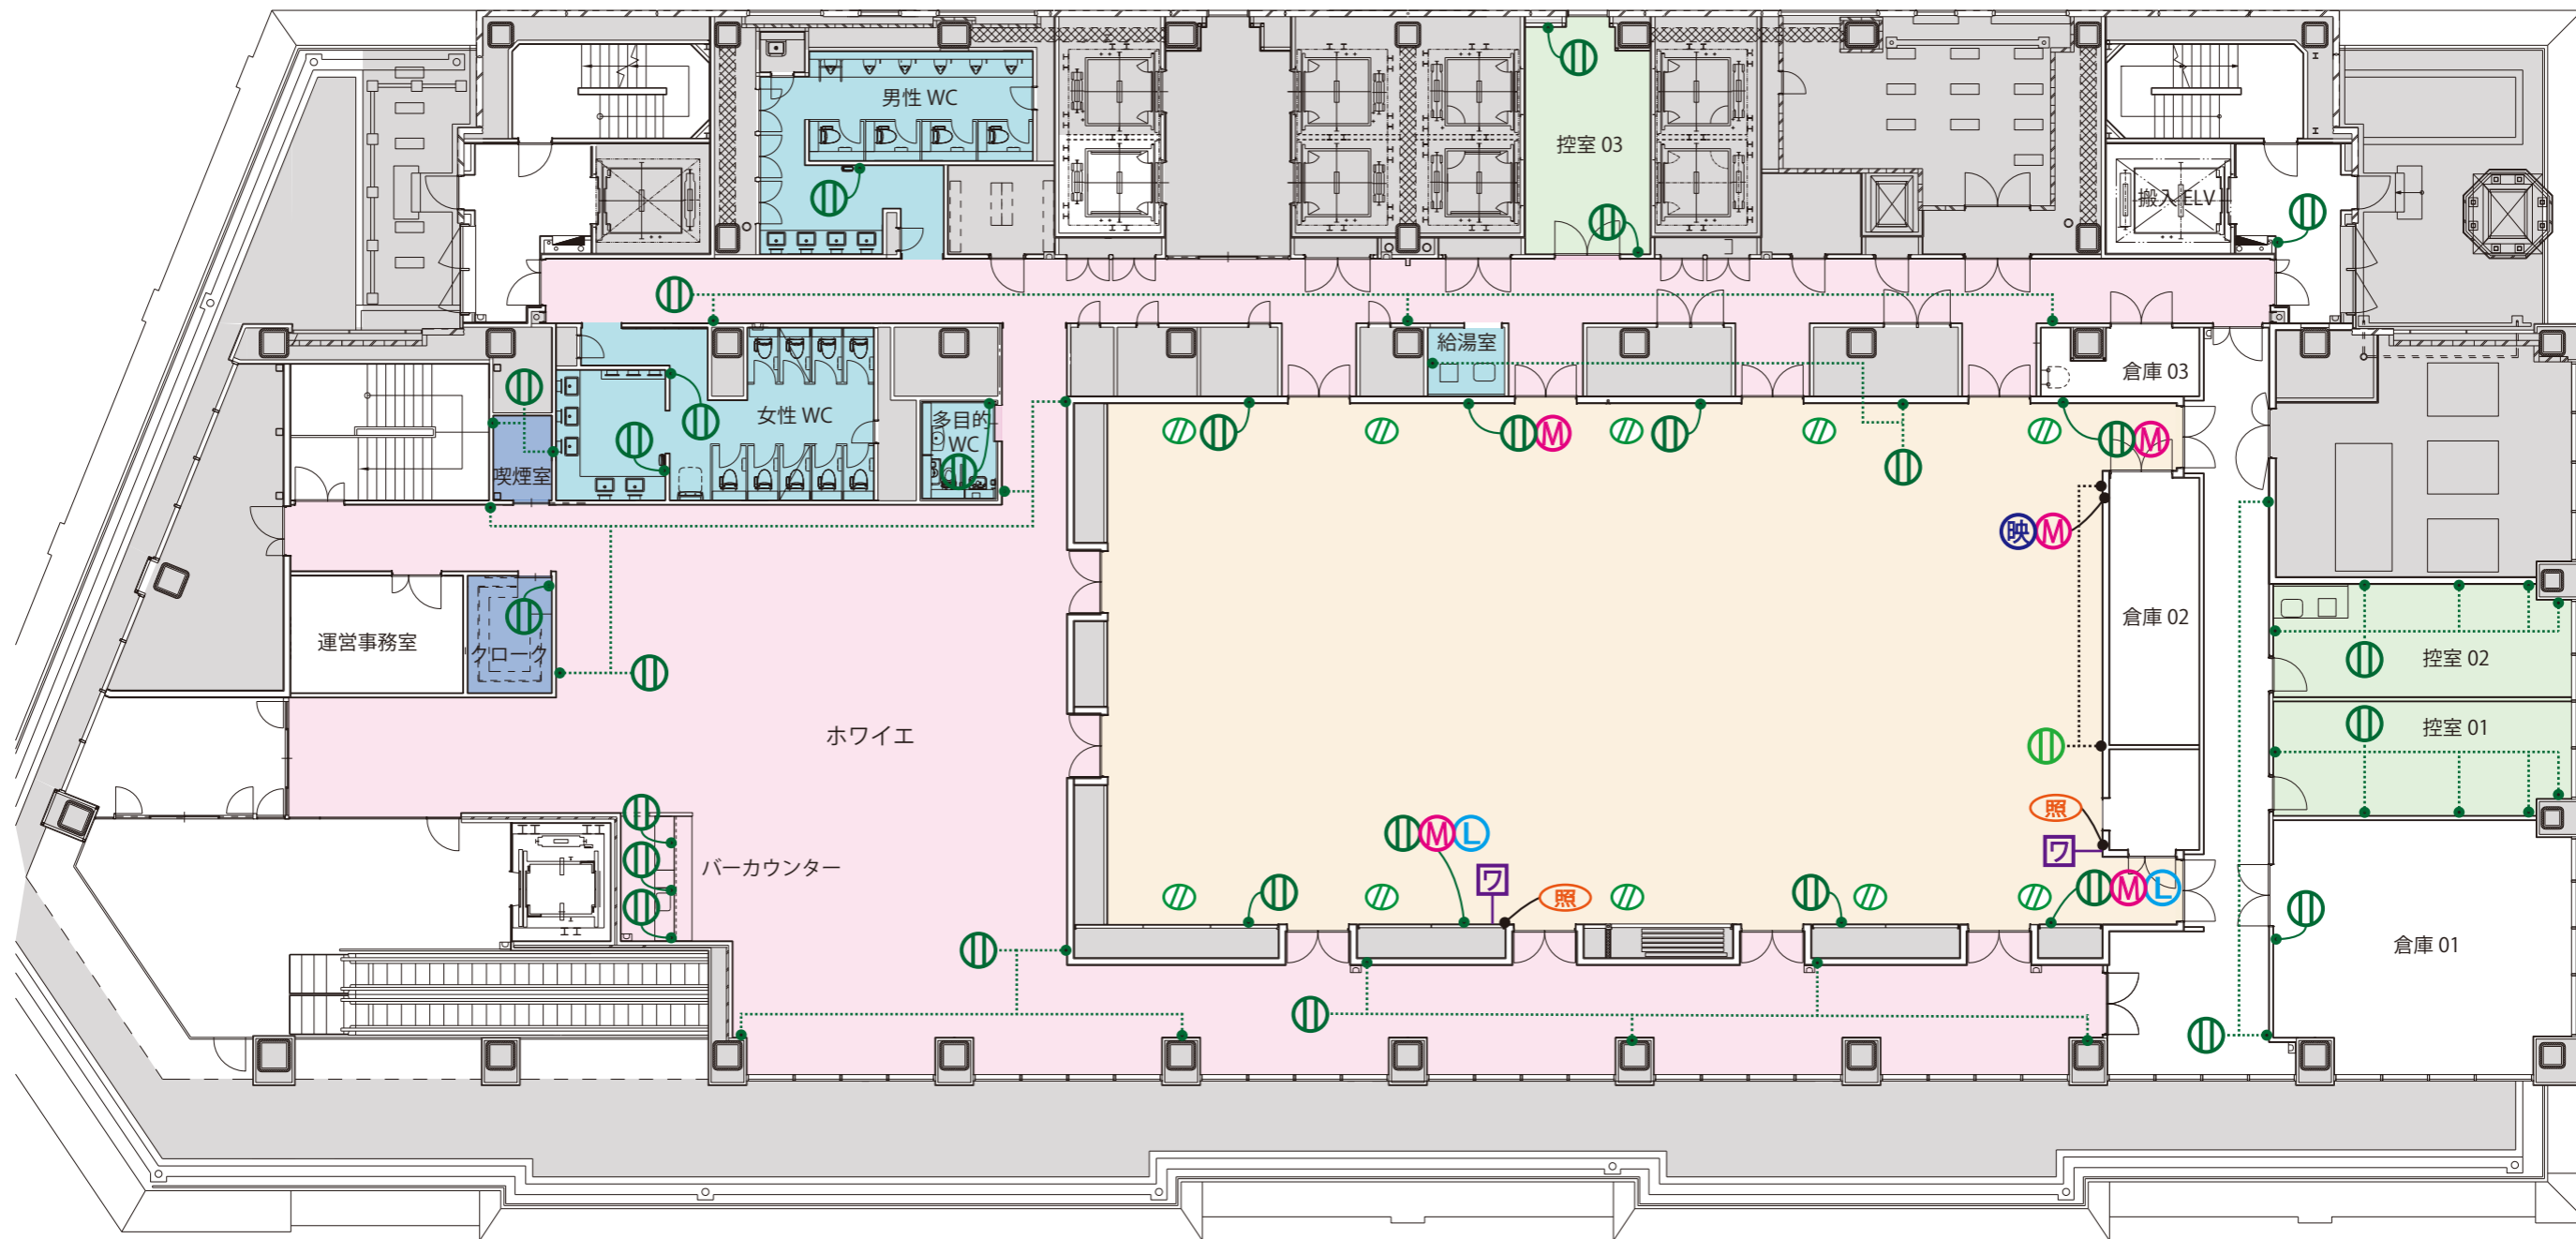 男性 WC
控室 03
搬入 ELV
給湯室
倉庫 03
女性 WC
多目的
WC
喫煙室
M
M
映 M
運営事務室
クローク
倉庫 02
控室 02
控室 01
ホワイエ
照
バーカウンター
M L
ワ
ワ
照
M L
倉庫 01